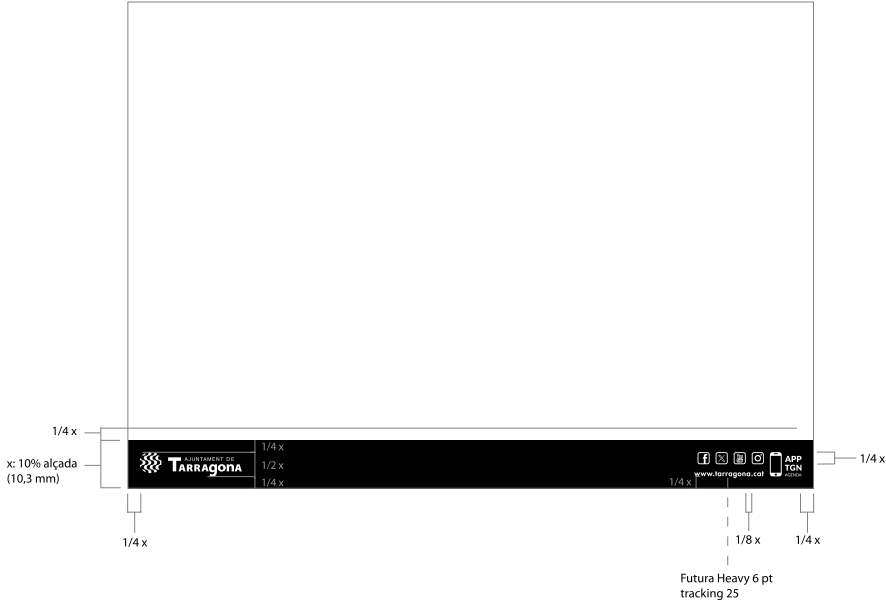 1/4 x
x: 10% alçada
(10,3 mm)
AJUNTAMENT DE
TARRAgONA
1/4 x
1/2 x
1/4 x
www.tarragona.cat
1/4 x
APP
TGN
AGENDA
1/4 x
1/4 x
1/8 x
1/4 x
Futura Heavy 6 pt
tracking 25